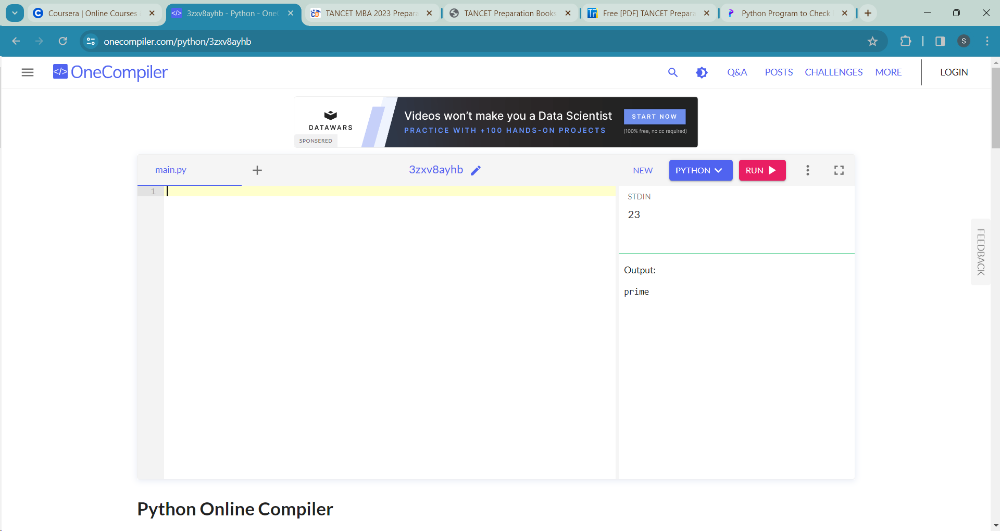 Coursera | Online Courses
3zxv8ayhb - Python - One
TANCET MBA 2023 Prepara
TANCET Preparation Books
Free [PDF] TANCET Prepara
Python Program to Check
onecompiler.com/python/3zxv8ayhb
S
</> OneCompiler
Q&A
POSTS
CHALLENGES
MORE
LOGIN
DATAWARS
SPONSERED
Videos won't make you a Data Scientist
PRACTICE WITH +100 HANDS-ON PROJECTS
START NOW
(100% free, no cc required)
main.py
3zxv8ayhb
NEW
PYTHON
RUN
1
STDIN
23
Output:
prime
FEEDBACK
Python Online Compiler